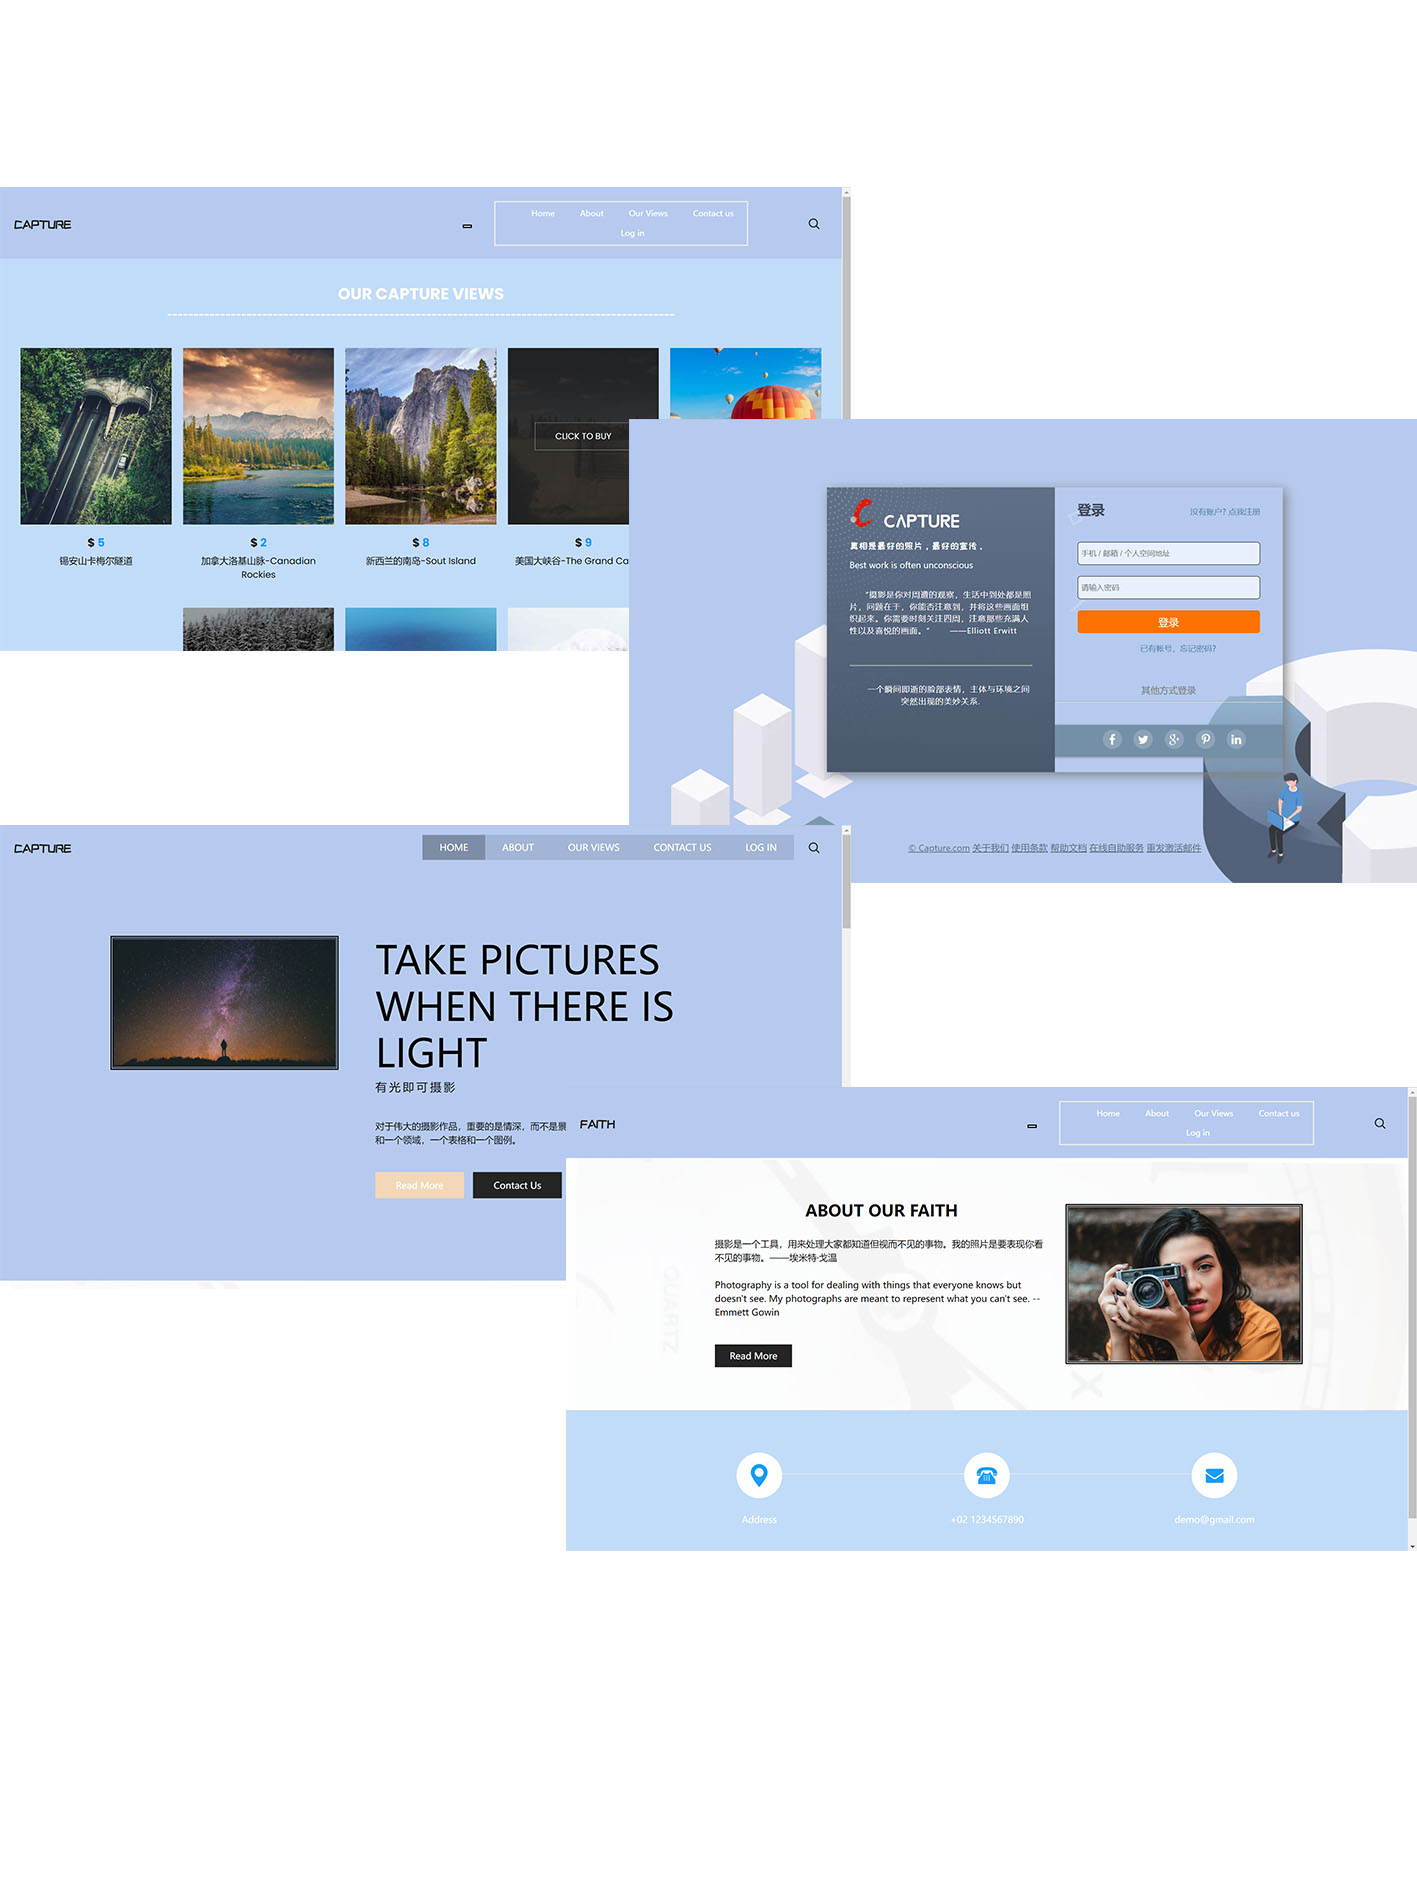 CAPTURE
Home About Our Views Contact us
Log in
OUR CAPTURE VIEWS
CLICK TO BUY
$ 5
锡安山卡梅尔隧道
$ 2
加拿大洛基山脉-Canadian
Rockies
$ 8
新西兰的南岛-Sout Island
$ 9
美国大峡谷-The Grand Ca
CAPTURE
真相是最好的照片，最好的宣传。
Best work is often unconscious
“摄影是你对周遭的观察，生活中到处都是照
片，问题在于，你能否注意到，并将这些画面组
织起来。你需要时刻关注四周，注意那些充满人
性以及喜悦的画面。” ——Elliott Erwitt
一个瞬间即逝的脸部表情，主体与环境之间
突然出现的美妙关系.
登录
没有账户? 点我注册
手机 / 邮箱 / 个人空间地址
请输入密码
登录
已有帐号，忘记密码?
其他方式登录
© Capture.com 关于我们 使用条款 帮助文档 在线自助服务 重发激活邮件
CAPTURE
HOME ABOUT OUR VIEWS CONTACT US LOG IN
TAKE PICTURES
WHEN THERE IS
LIGHT
有光即可摄影
对于伟大的摄影作品，重要的是情深，而不是景
和一个领域，一个表格和一个图例。
Read More
Contact Us
FAITH
Home About Our Views Contact us
Log in
ABOUT OUR FAITH
摄影是一个工具，用来处理大家都知道但视而不见的事物。我的照片是要表现你看
不见的事物。——埃米特·戈温
Photography is a tool for dealing with things that everyone knows but
doesn't see. My photographs are meant to represent what you can't see. --
Emmett Gowin
Read More
QUARTZ
Address
+02 1234567890
demo@gmail.com